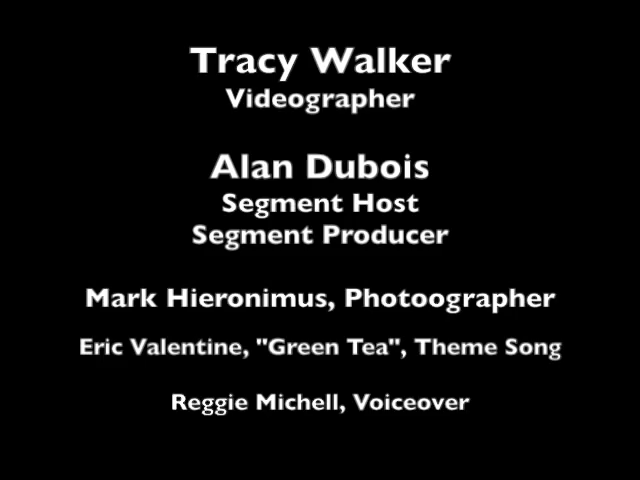 Tracy Walker
Videographer
Alan Dubois
Segment Host
Segment Producer
Mark Hieronimus, Photoographer
Eric Valentine, "Green Tea", Theme Song
Reggie Michell, Voiceover